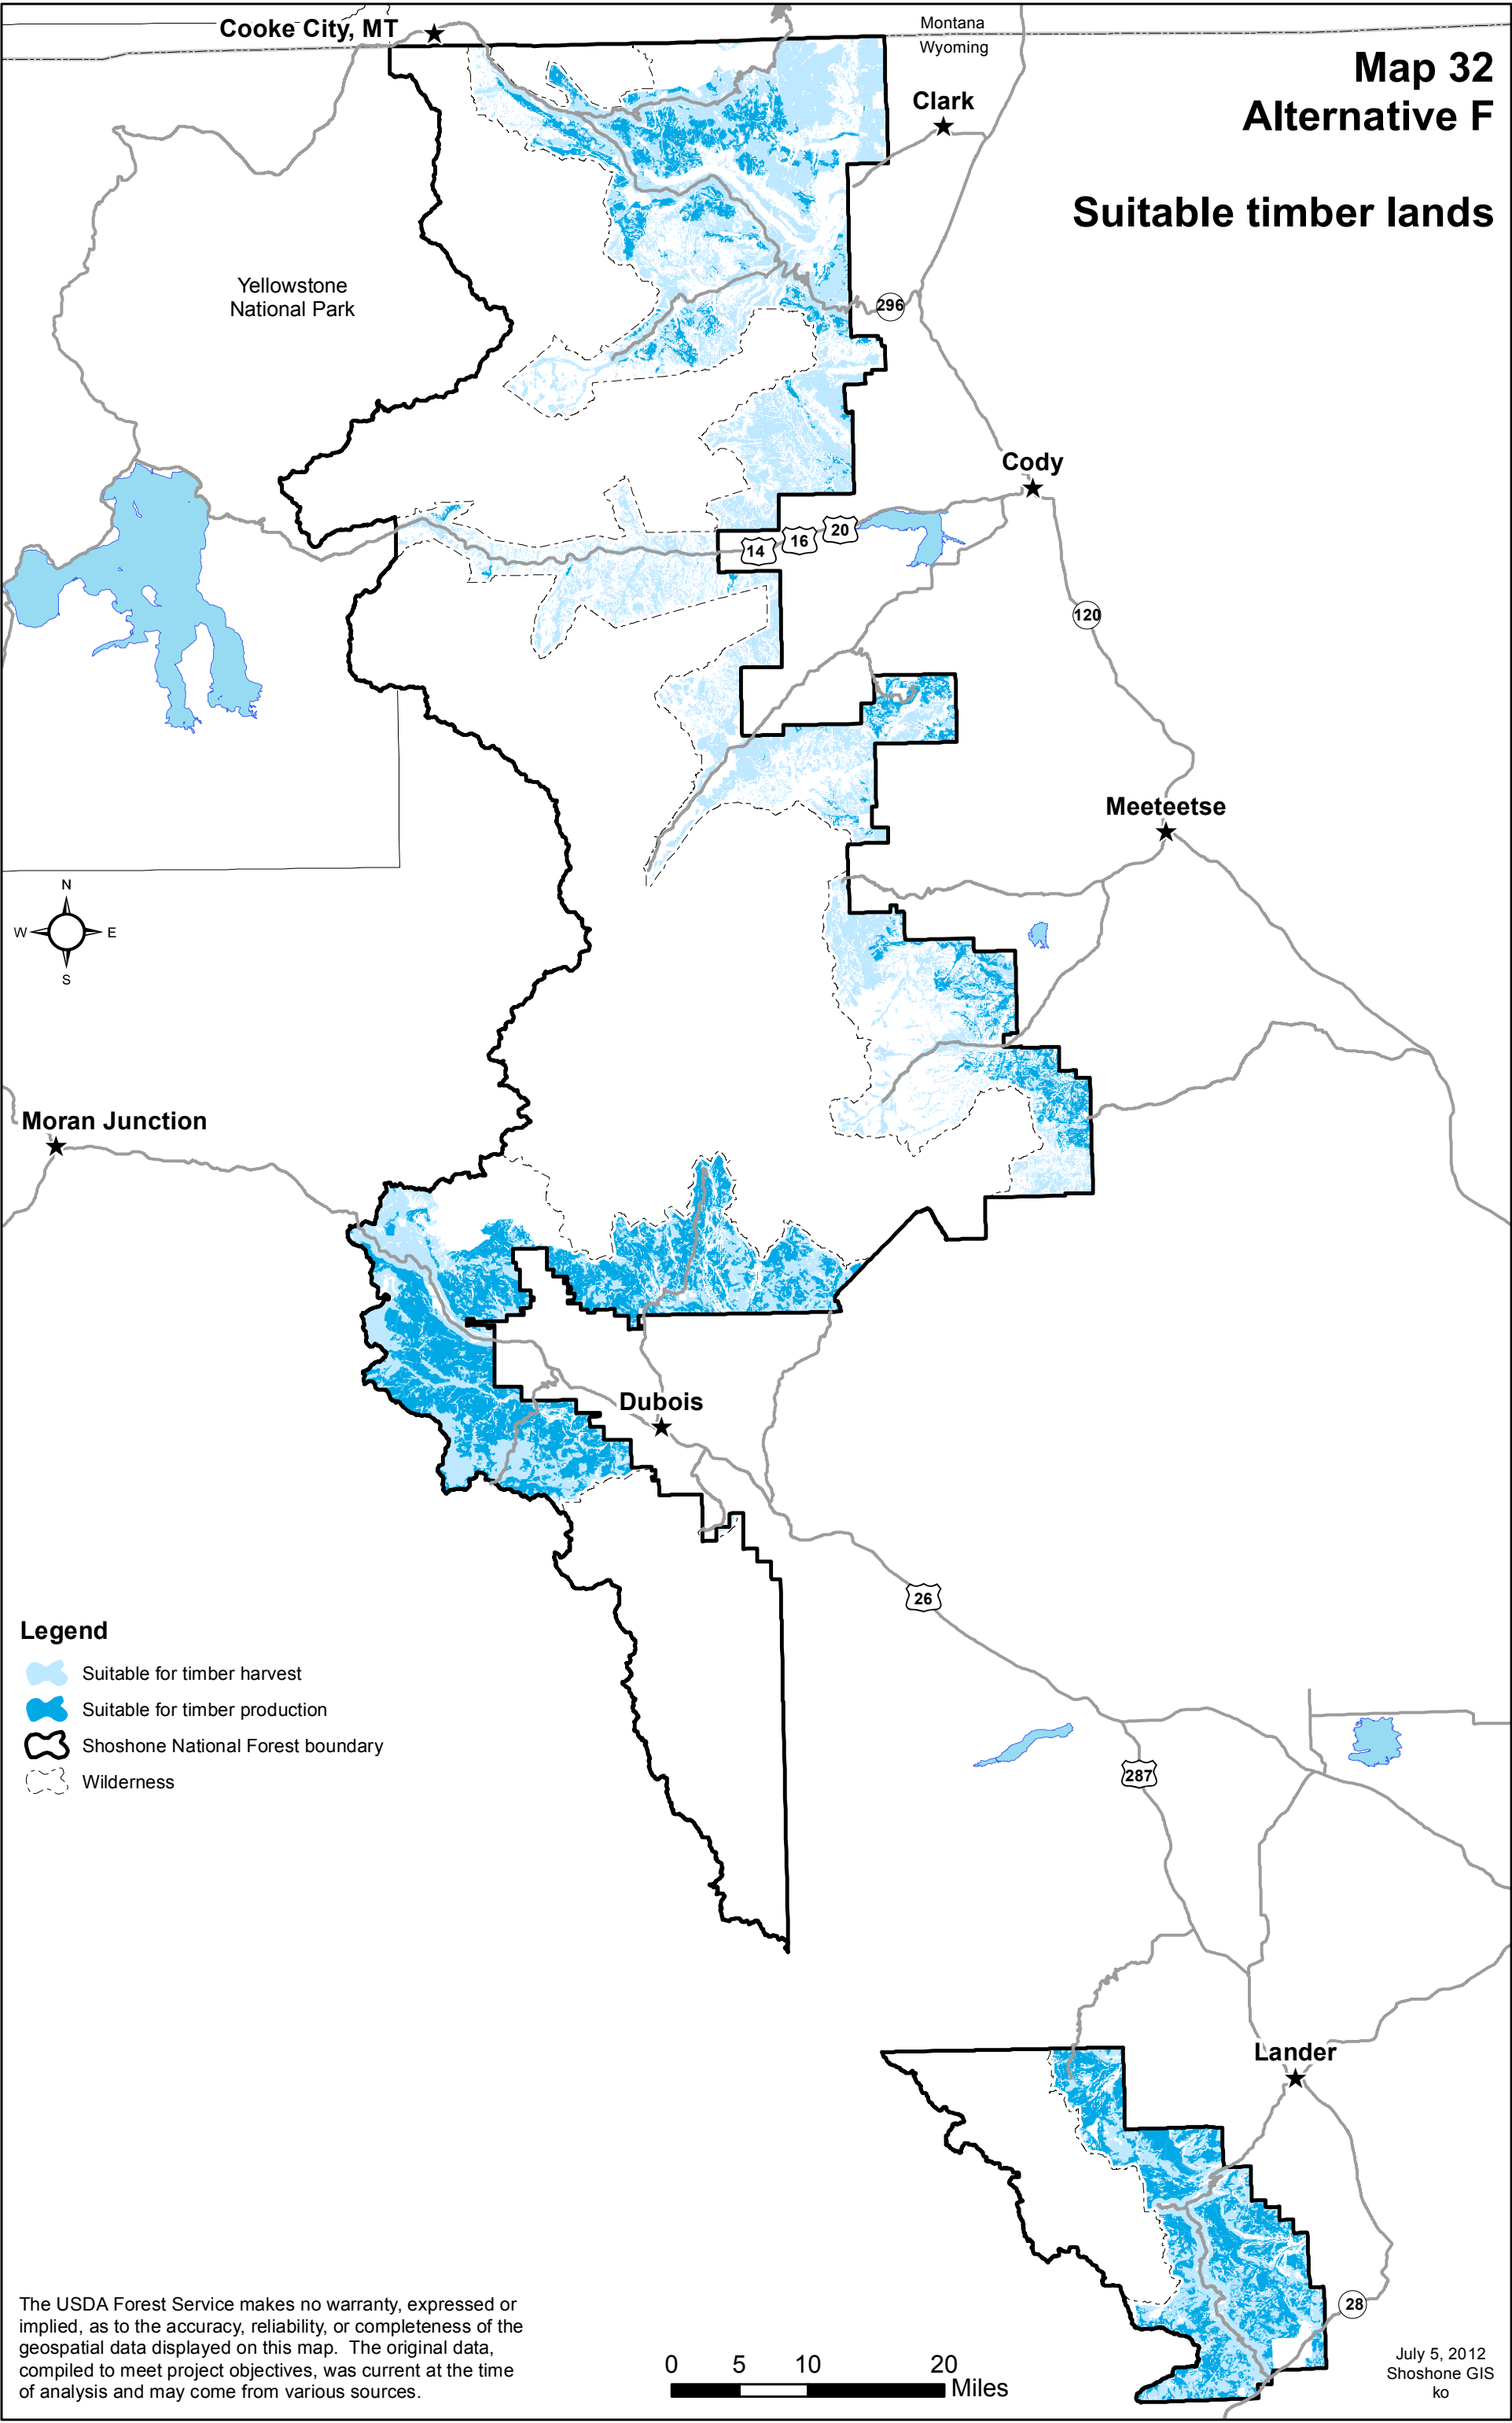 Cooke City, MT
Montana
Wyoming
Map 32
Alternative F
Suitable timber lands
Clark
Yellowstone
National Park
296
Cody
14
16
20
120
Meeteetse
N
W
E
S
Moran Junction
Dubois
26
Legend
Suitable for timber harvest
Suitable for timber production
Shoshone National Forest boundary
Wilderness
287
Lander
28
The USDA Forest Service makes no warranty, expressed or
implied, as to the accuracy, reliability, or completeness of the
geospatial data displayed on this map. The original data,
compiled to meet project objectives, was current at the time
of analysis and may come from various sources.
0 5 10 20
Miles
July 5, 2012
Shoshone GIS
ko